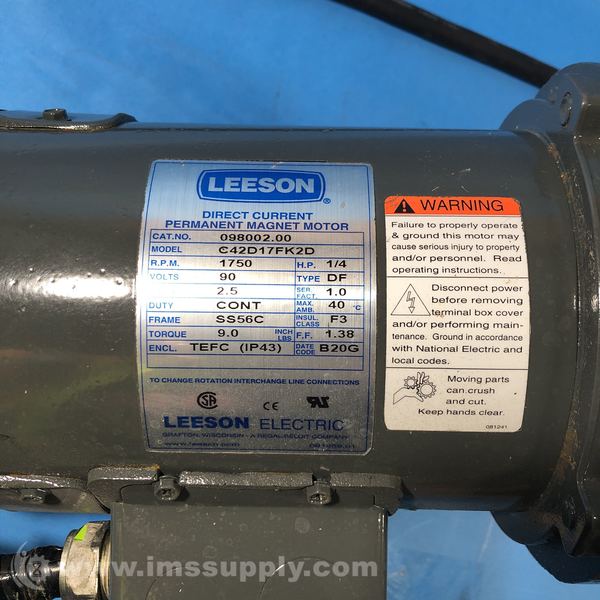 LEESON
®
DIRECT CURRENT
PERMANENT MAGNET MOTOR
CAT.NO. 098002.00
MODEL C42D17FK2D
R.P.M. 1750 H.P. 1/4
VOLTS 90 TYPE DF
2.5 SER. FACT. 1.0
DUTY CONT MAX. AMB. 40 °C
FRAME SS56C INSUL. CLASS F3
TORQUE 9.0 INCH LBS F.F. 1.38
ENCL. TEFC (IP43) DATE CODE B20G
TO CHANGE ROTATION INTERCHANGE LINE CONNECTIONS
LEESON ELECTRIC
GRAFTON, WISCONSIN - A REGAL-BELOIT COMPANY
www.leeson.com
WARNING
Failure to properly operate
& ground this motor may
cause serious injury to property
and/or personnel. Read
operating instructions.
Disconnect power
before removing
terminal box cover
and/or performing main-
tenance. Ground in accordance
with National Electric and
local codes.
Moving parts
can crush
and cut.
Keep hands clear.
081241
www.imssupply.com